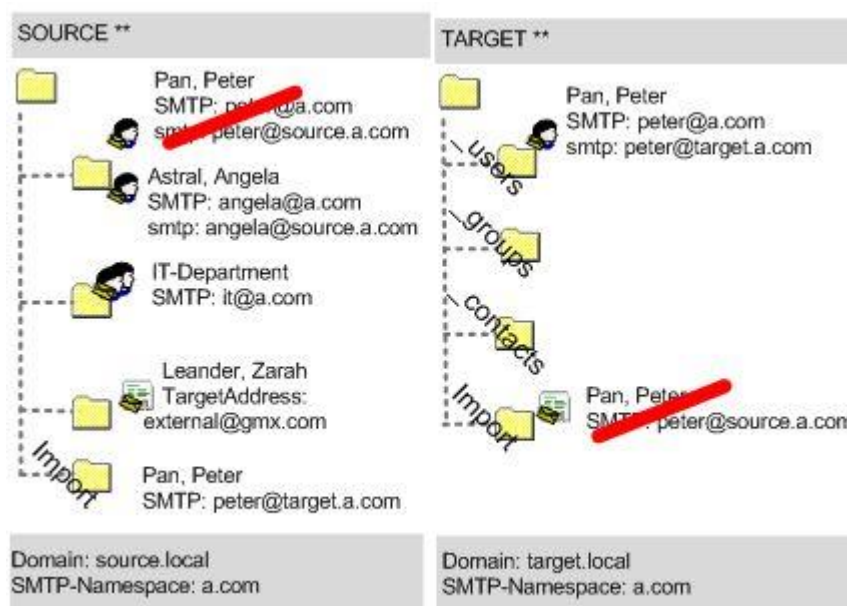 SOURCE **
Pan, Peter
SMTP: @a.com
peter@source.a.com
Astral, Angela
SMTP: angela@a.com
smtp: angela@source.a.com
IT-Department
SMTP: it@a.com
Leander, Zarah
TargetAddress:
external@gmx.com
Import
Pan, Peter
SMTP: peter@target.a.com
Domain: source.local
SMTP-Namespace: a.com
TARGET **
Pan, Peter
SMTP: peter@a.com
smtp: peter@target.a.com
users
groups
contacts
Import
Pan, Peter
peter@source.a.com
Domain: target.local
SMTP-Namespace: a.com